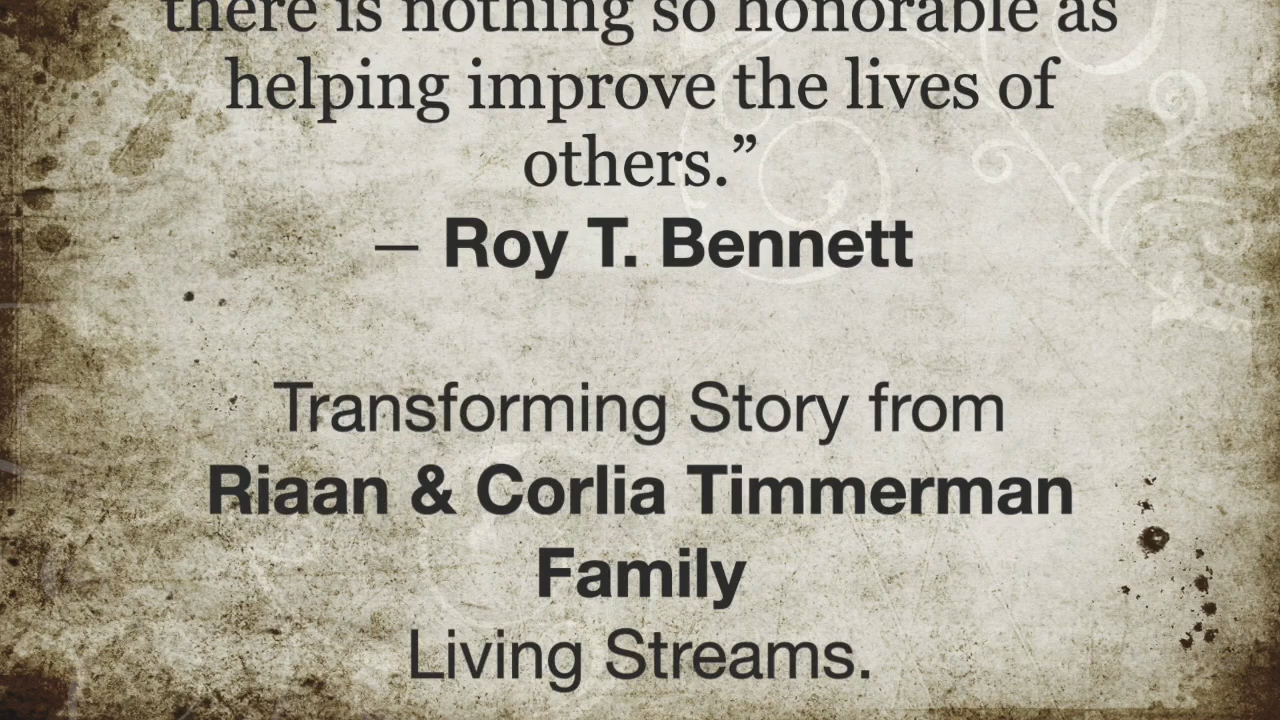 there is nothing so honorable as
helping improve the lives of
others.”
— Roy T. Bennett
Transforming Story from
Riaan & Corlia Timmerman
Family
Living Streams.